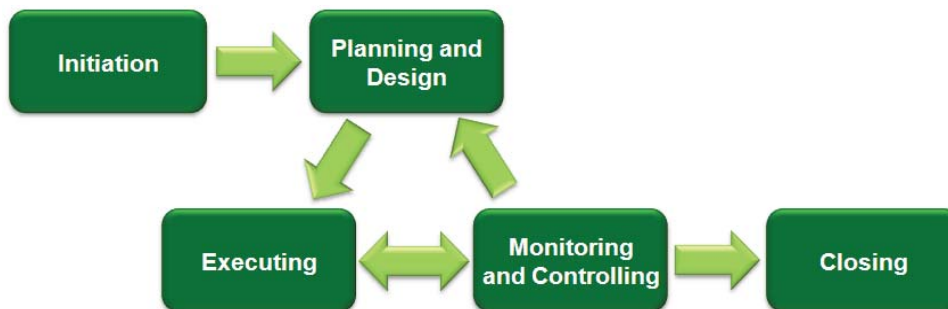 Initiation
Planning and
Design
Executing
Monitoring
and Controlling
Closing